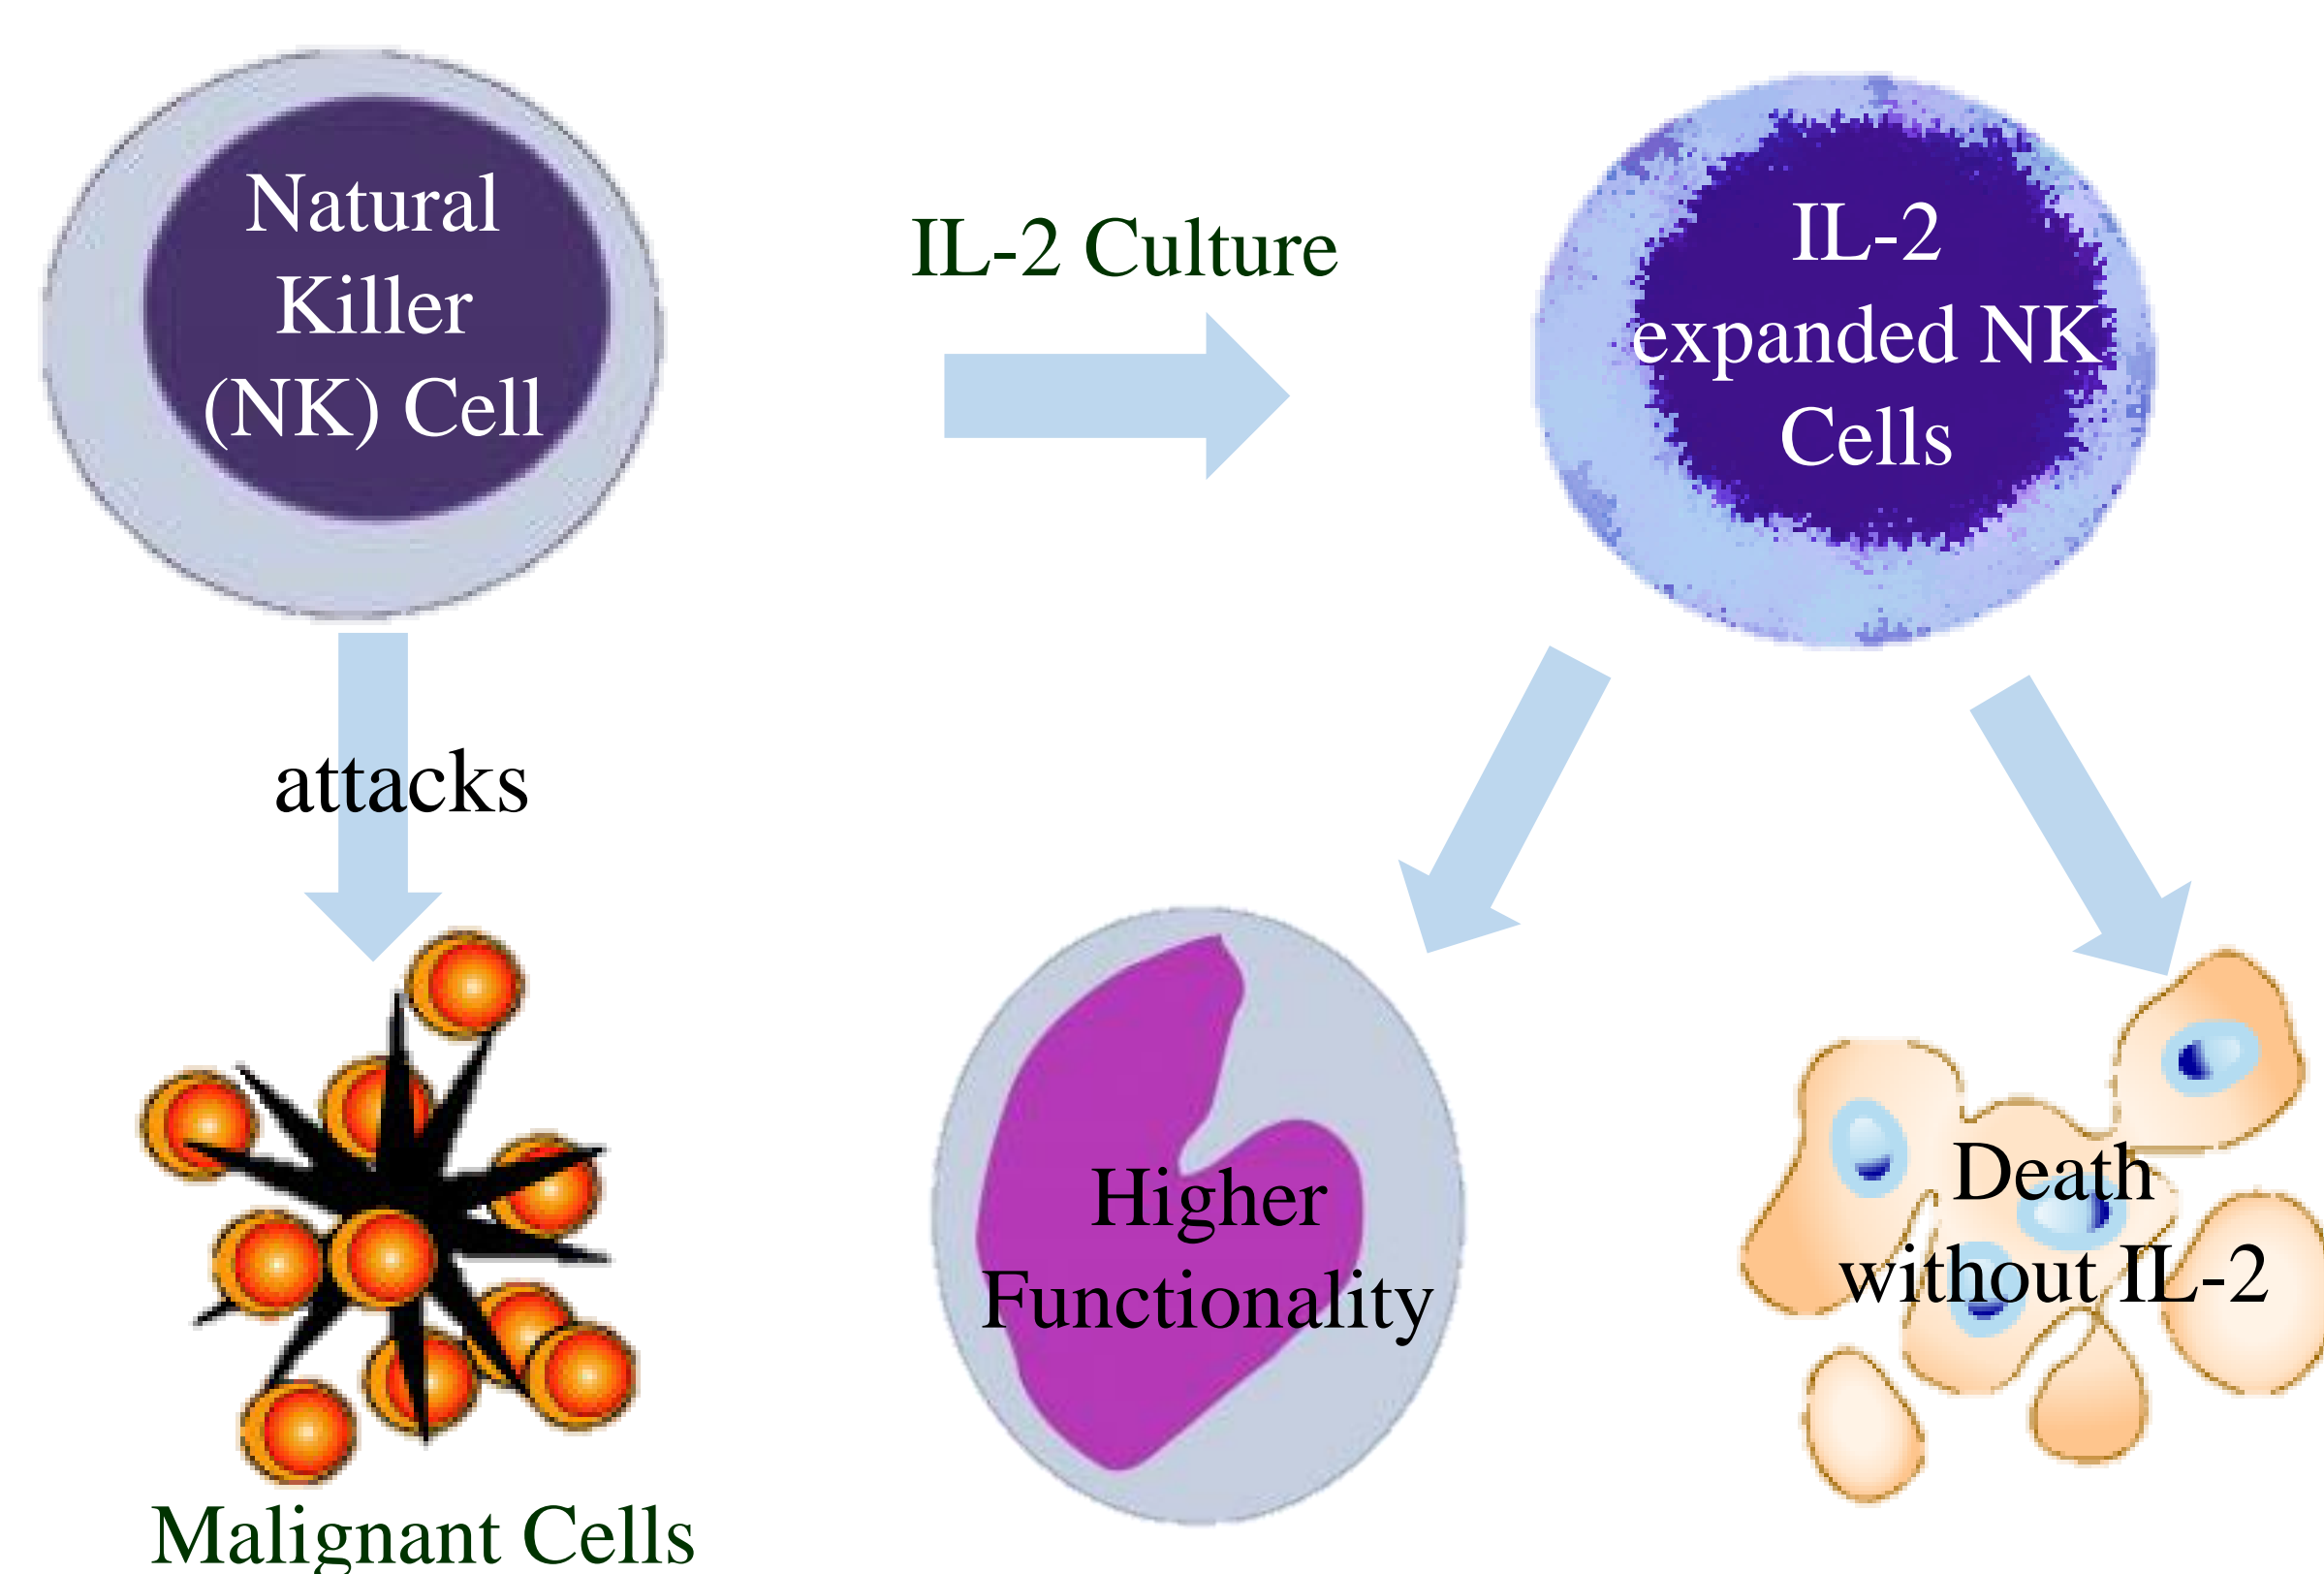 Natural
Killer
(NK) Cell
IL-2 Culture
IL-2
expanded NK
Cells
attacks
Malignant Cells
Higher
Functionality
Death
without IL-2